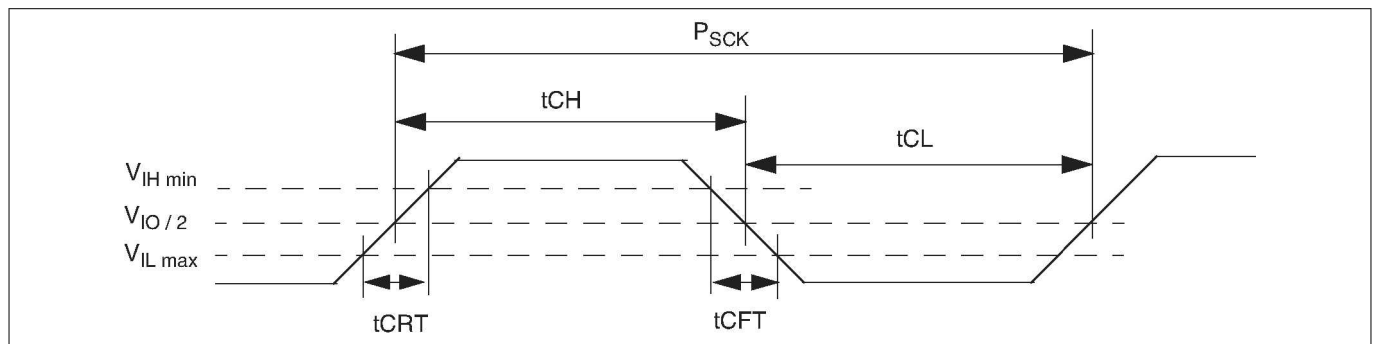 PSCK
tCH
tCL
VIH min
VIO / 2
VIL max
tCRT
tCFT